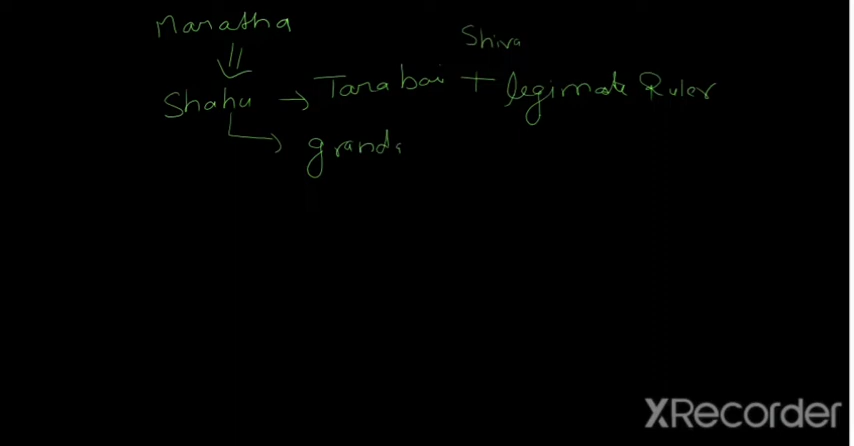 Maratha
Shiva
Shahu → Tarabai + legimate Ruler
grands
XRecorder